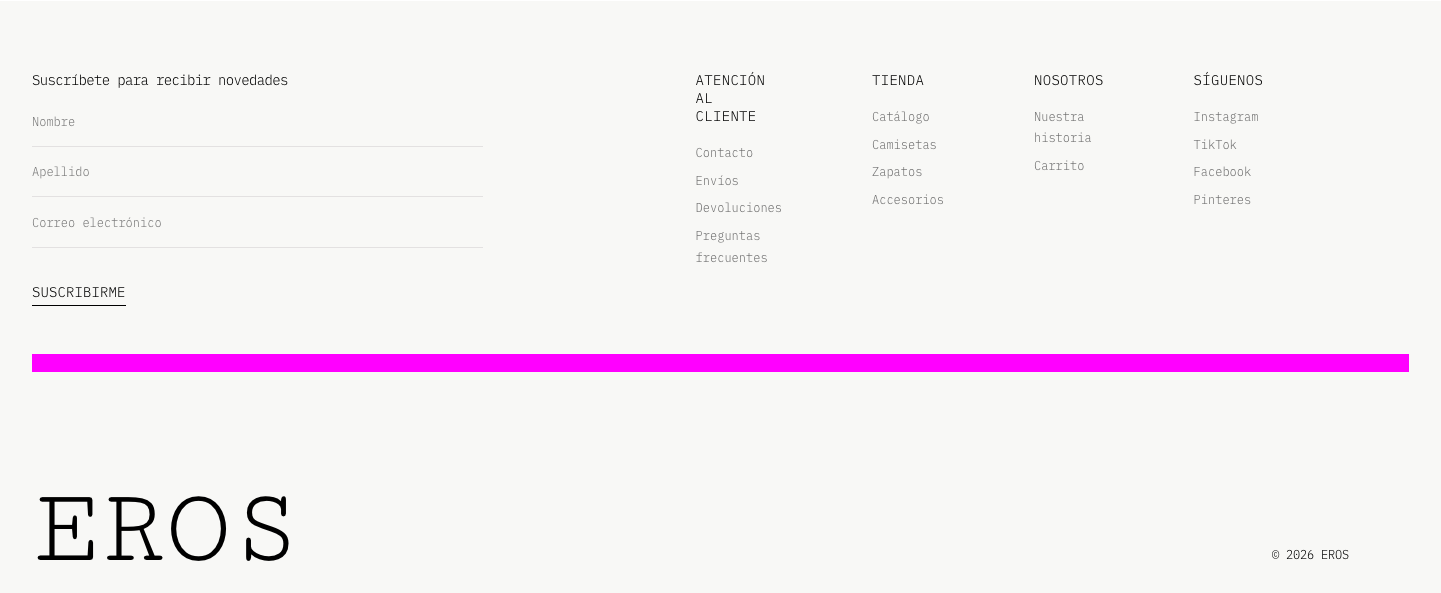 Suscríbete para recibir novedades
Nombre
Apellido
Correo electrónico
SUSCRIBIRME
ATENCIÓN
AL
CLIENTE
Contacto
Envíos
Devoluciones
Preguntas
frecuentes
TIENDA
Catálogo
Camisetas
Zapatos
Accesorios
NOSOTROS
Nuestra
historia
Carrito
SÍGUENOS
Instagram
TikTok
Facebook
Pinteres
EROS
© 2026 EROS